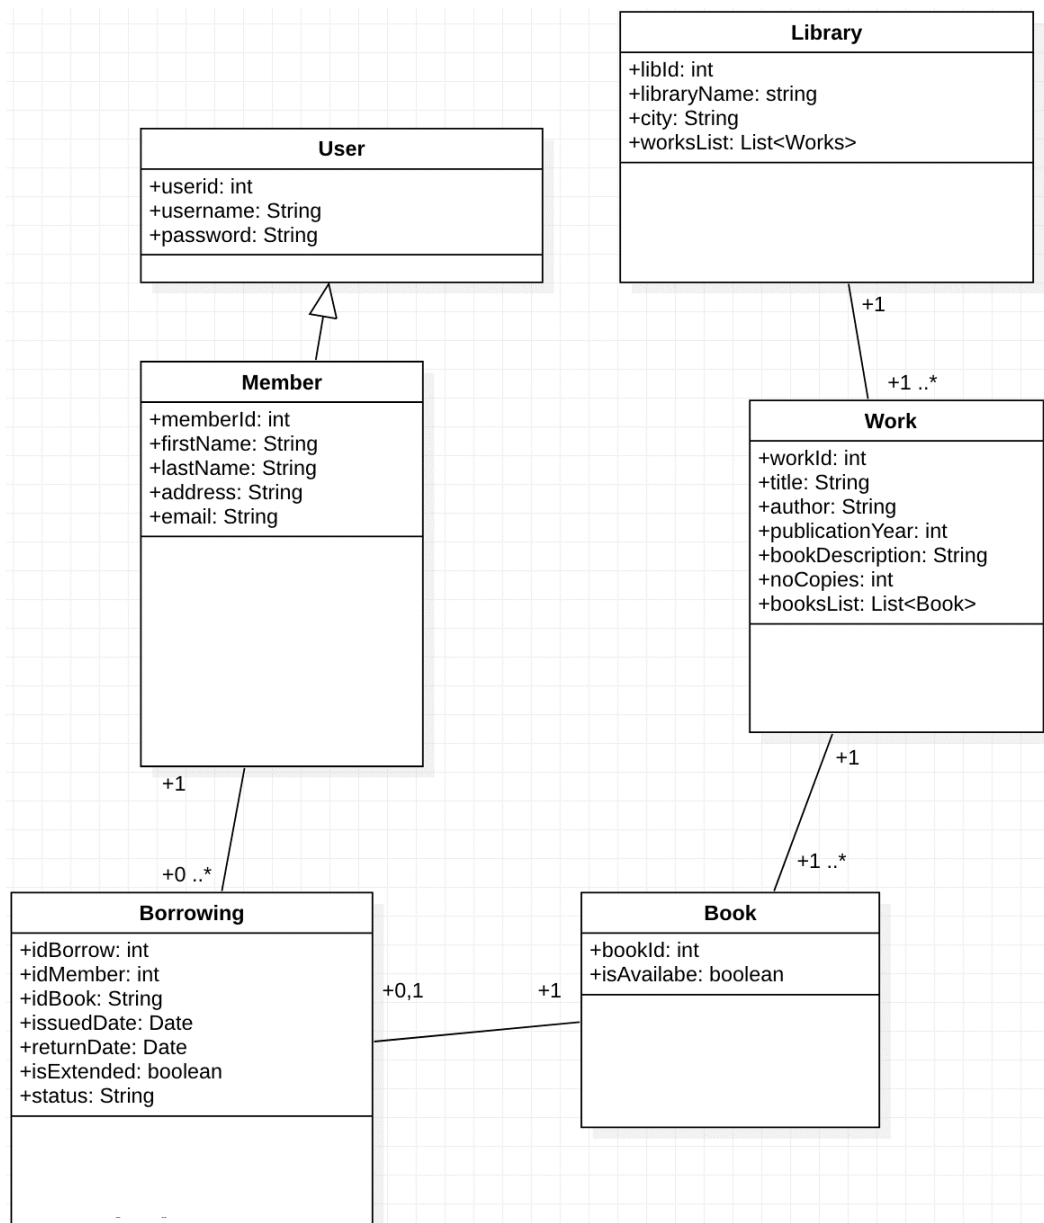 Library
+libId: int
+libraryName: string
+city: String
+worksList: List<Works>
User
+userid: int
+username: String
+password: String
+1
+1 ..*
Member
+memberId: int
+firstName: String
+lastName: String
+address: String
+email: String
Work
+workId: int
+title: String
+author: String
+publicationYear: int
+bookDescription: String
+noCopies: int
+booksList: List<Book>
+1
+0 ..*
+1
+1 ..*
Borrowing
+idBorrow: int
+idMember: int
+idBook: String
+issuedDate: Date
+returnDate: Date
+isExtended: boolean
+status: String
+0,1
+1
Book
+bookId: int
+isAvailabe: boolean